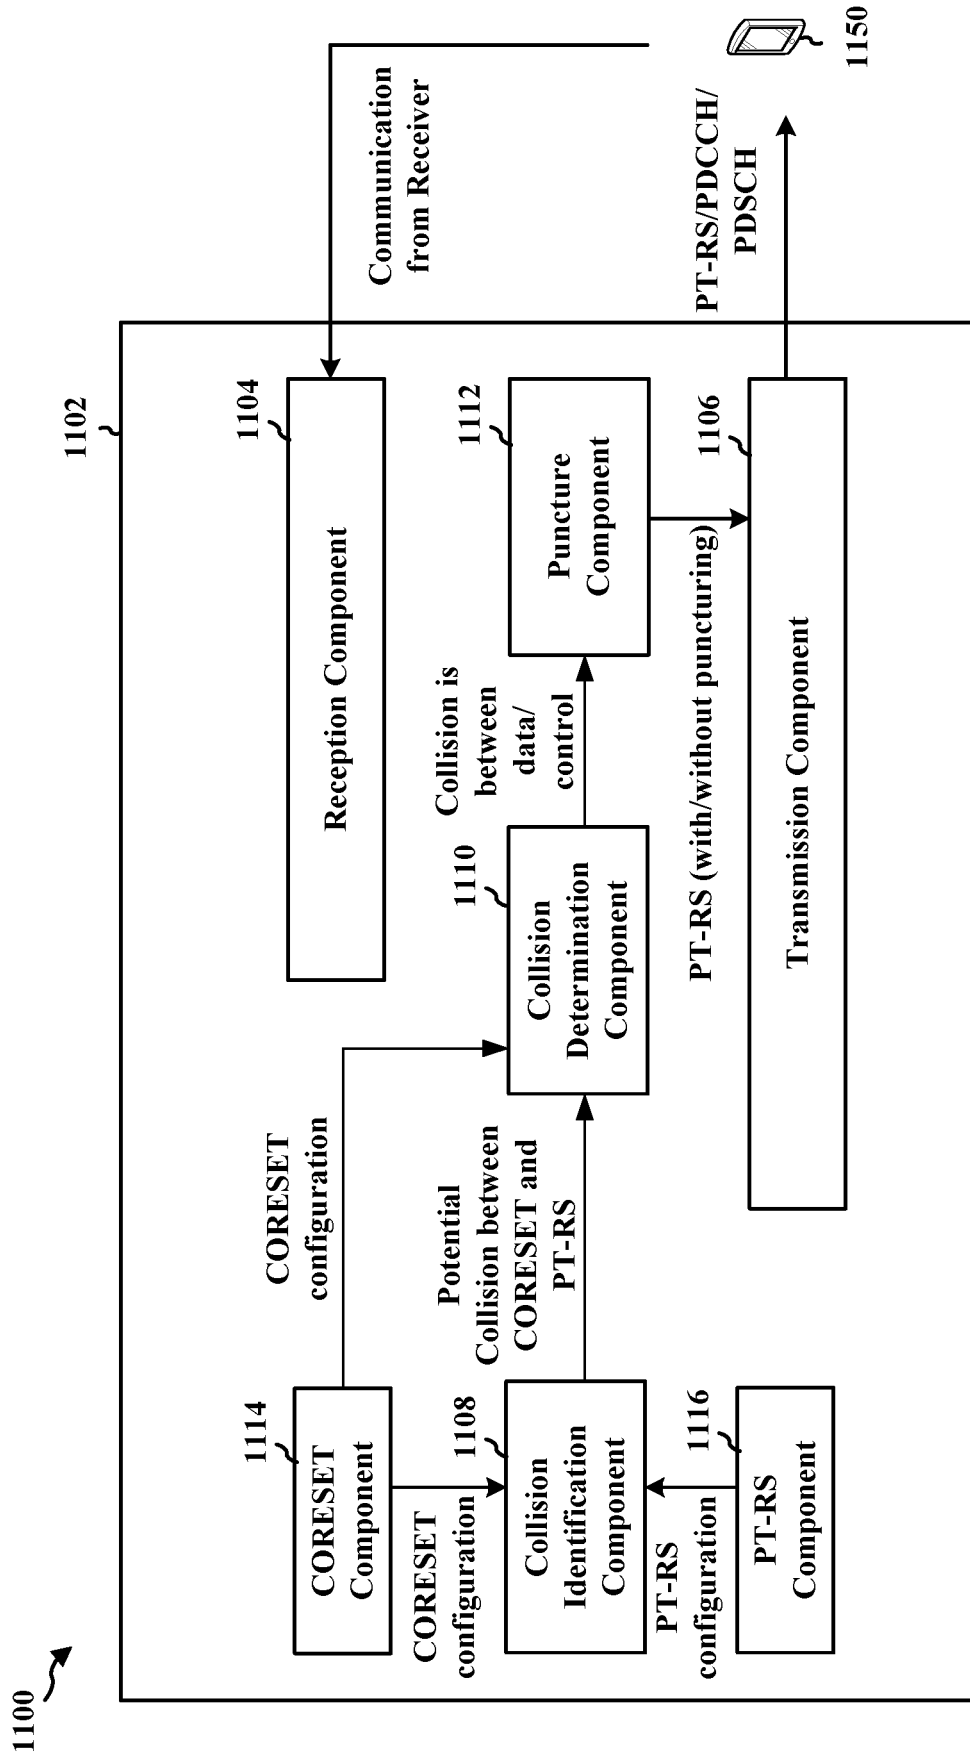 1100
1102
1104
Reception Component
Communication
from Receiver
1150
1114
CORESET
Component
CORESET
configuration
CORESET
configuration
1108
Collision
Identification
Component
Potential
Collision between
CORESET and
PT-RS
1110
Collision
Determination
Component
Collision is
between
data/
control
1112
Puncture
Component
PT-RS
configuration
1116
PT-RS
Component
PT-RS (with/without puncturing)
1106
Transmission Component
PT-RS/PDCCH/
PDSCH